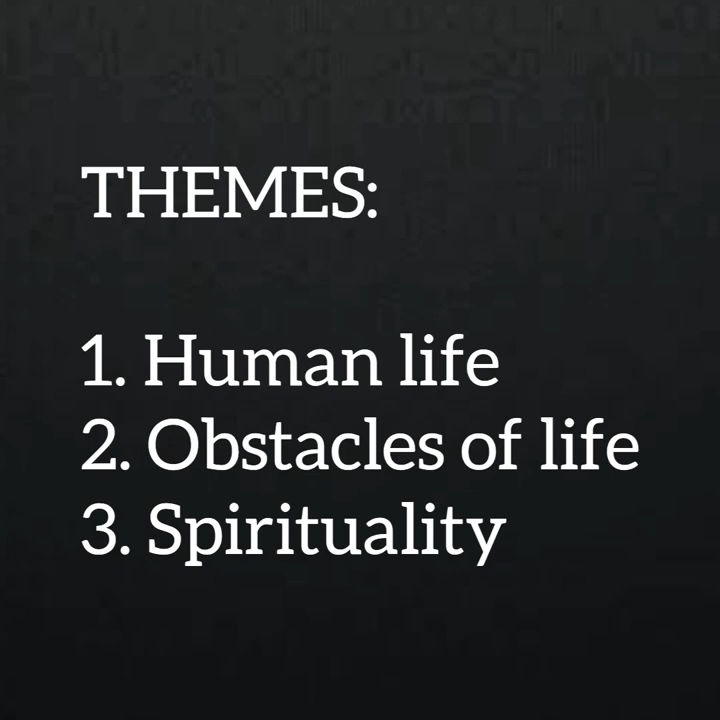 THEMES:
1. Human life
2. Obstacles of life
3. Spirituality